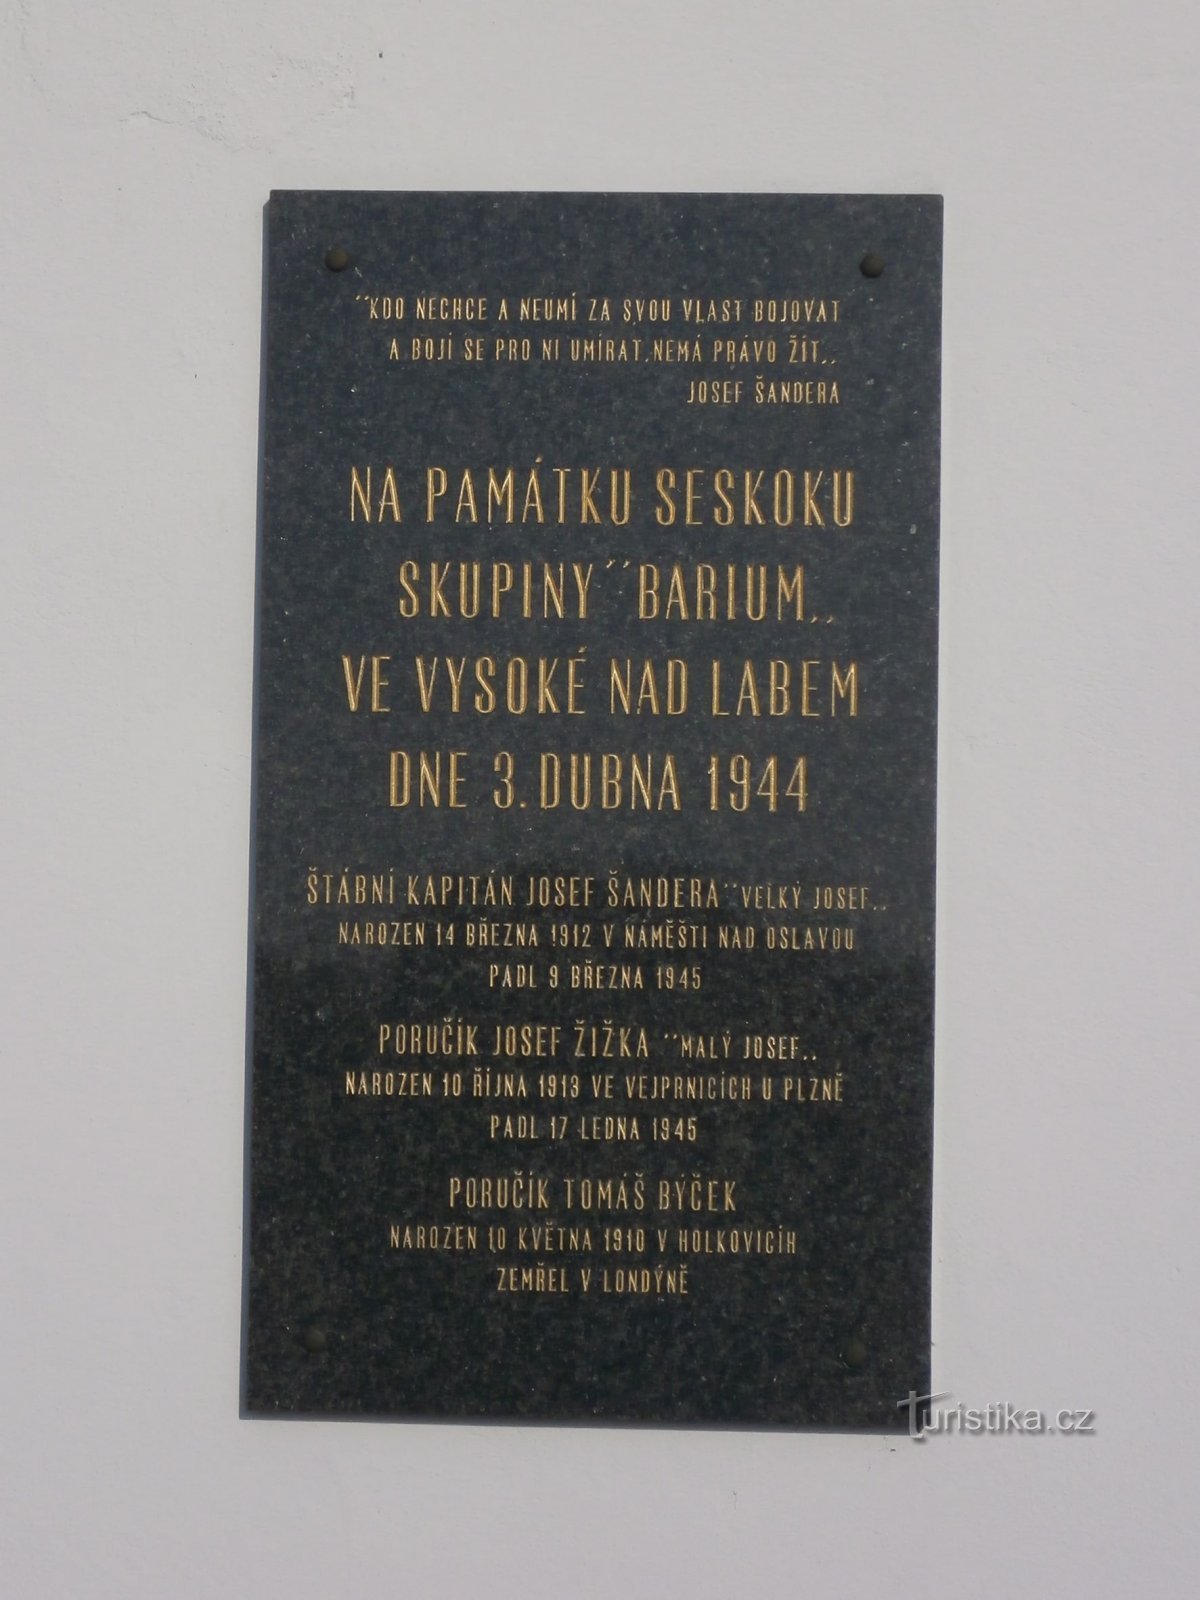 "KDO NECHCE A NEUMÍ ZA SVOU VLAST BOJOVAT
A BOJÍ SE PRO NI UMÍRAT, NEMÁ PRÁVO ŽÍT,,
JOSEF ŠANDERA
NA PAMÁTKU SESKOKU
SKUPINY "BARIUM,,
VE VYSOKÉ NAD LABEM
DNE 3. DUBNA 1944
ŠTÁBNÍ KAPITÁN JOSEF ŠANDERA "VELKÝ JOSEF,,
NAROZEN 14 BŘEZNA 1912 V NÁMĚŠTI NAD OSLAVOU
PADL 9 BŘEZNA 1945
PORUČÍK JOSEF ŽIŽKA "MALÝ JOSEF,,
NAROZEN 10 ŘÍJNA 1913 VE VEJPRNICÍCH U PLZNĚ
PADL 17 LEDNA 1945
PORUČÍK TOMÁŠ BÝČEK
NAROZEN 10 KVĚTNA 1910 V HOLKOVICÍH
ZEMŘEL V LONDÝNĚ
Turistika.cz